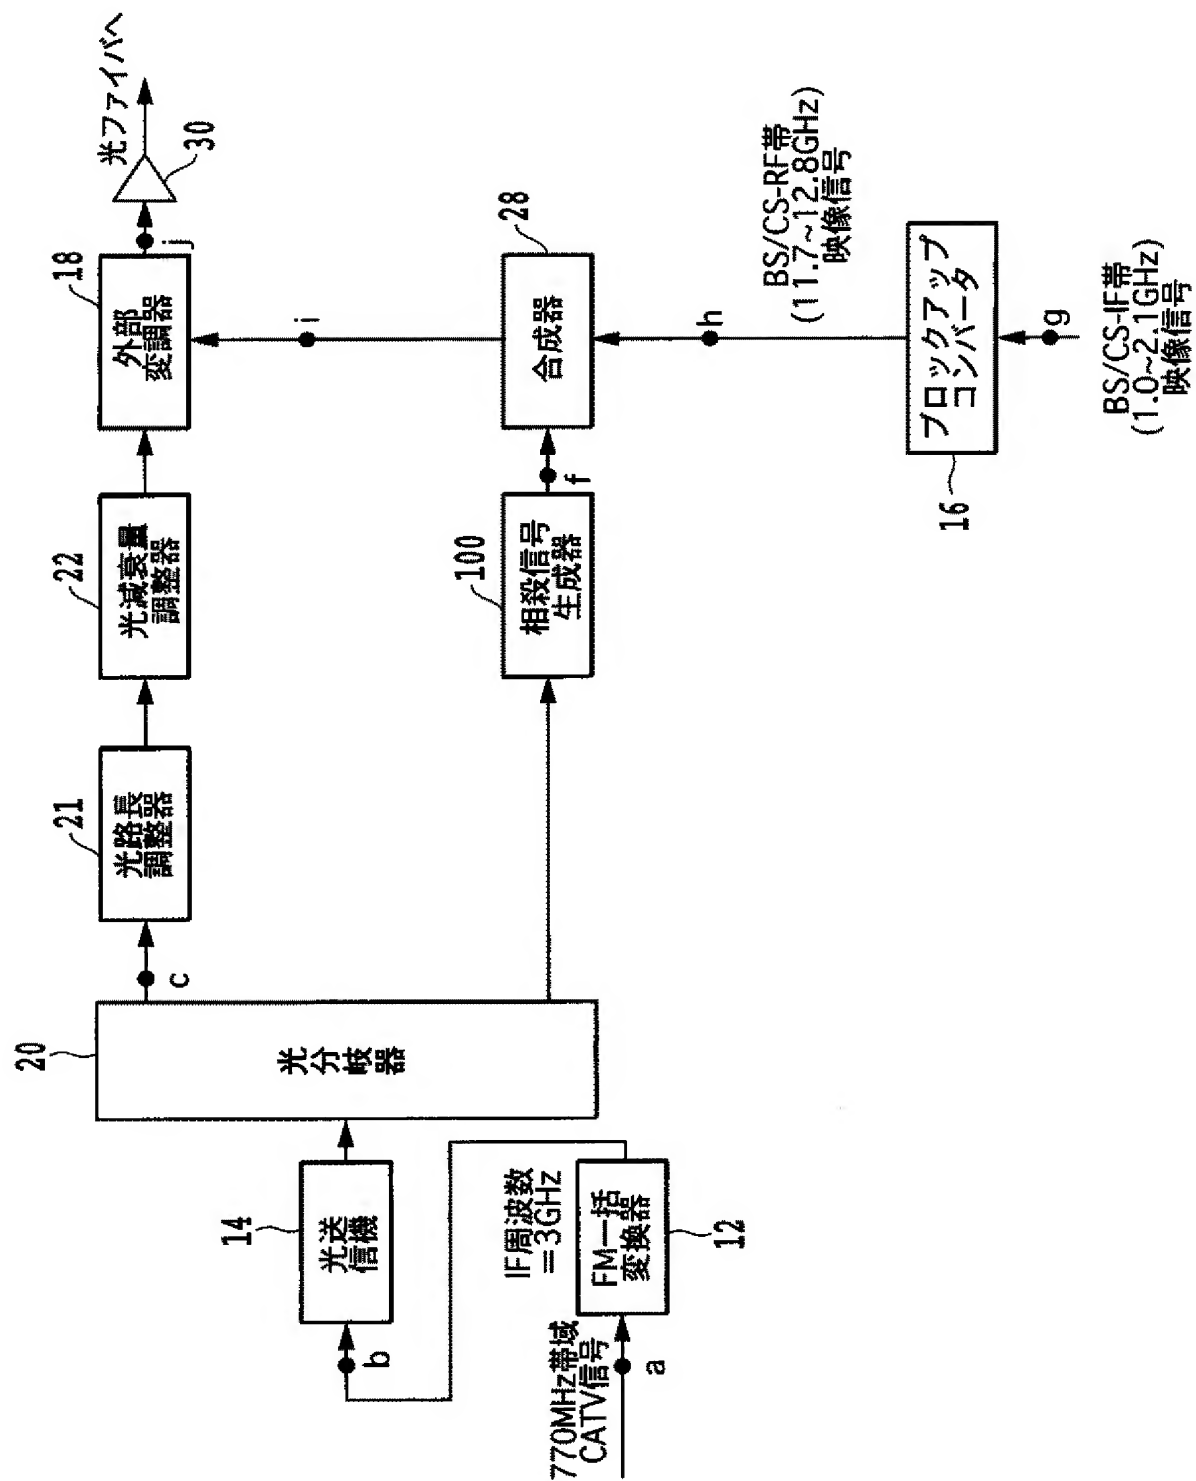 770MHz帯域
CATV信号
a
IF周波数
=3GHz
FM一括
変換器
12
b
14
光送
信機
20
光分岐器
c
21
光路長
調整器
22
光減衰量
調整器
18
外部
変調器
j
30
光ファイバへ
i
100
相殺信号
生成器
f
28
合成器
h
BS/CS-RF帯
(11.7~12.8GHz)
映像信号
16
ブロックアップ
コンバータ
g
BS/CS-IF帯
(1.0~2.1GHz)
映像信号